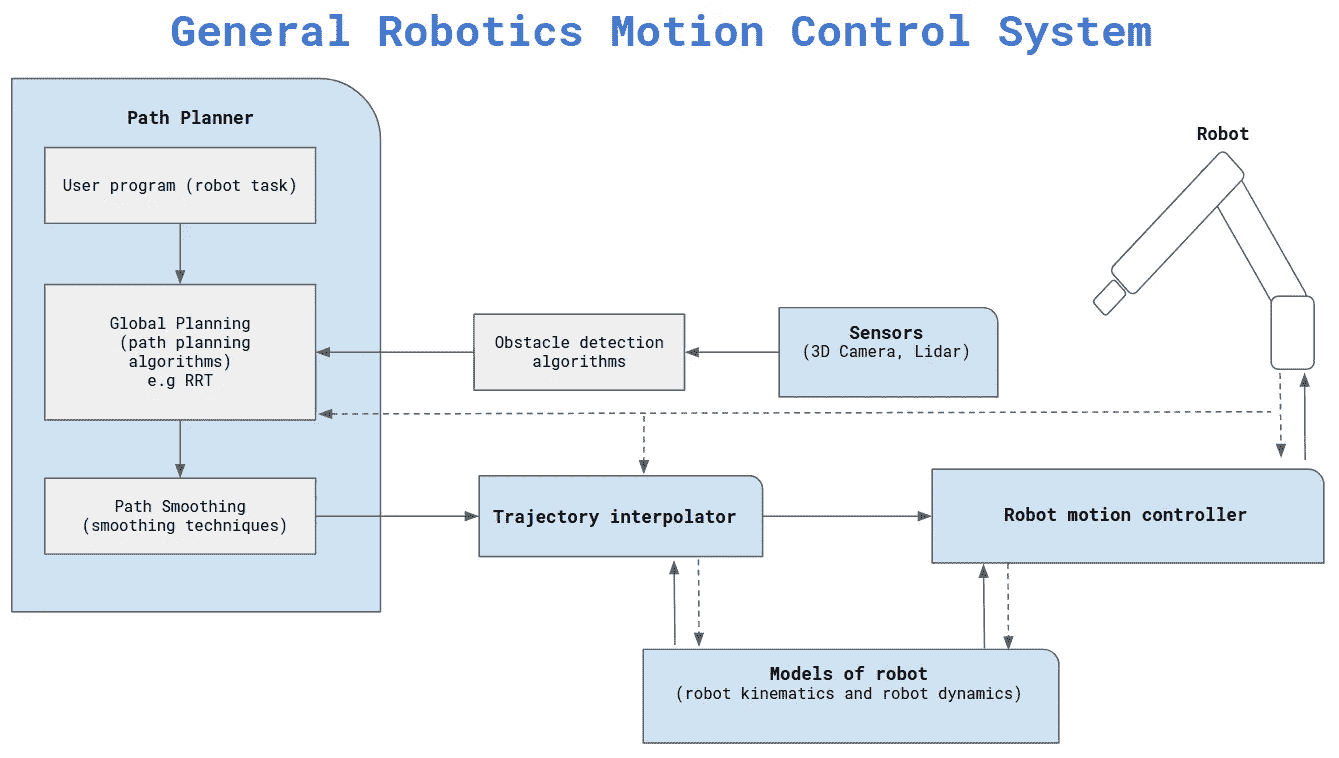 General Robotics Motion Control System
Path Planner
User program (robot task)
Global Planning
(path planning
algorithms)
e.g RRT
Path Smoothing
(smoothing techniques)
Obstacle detection
algorithms
Sensors
(3D Camera, Lidar)
Robot
Trajectory interpolator
Robot motion controller
Models of robot
(robot kinematics and robot dynamics)